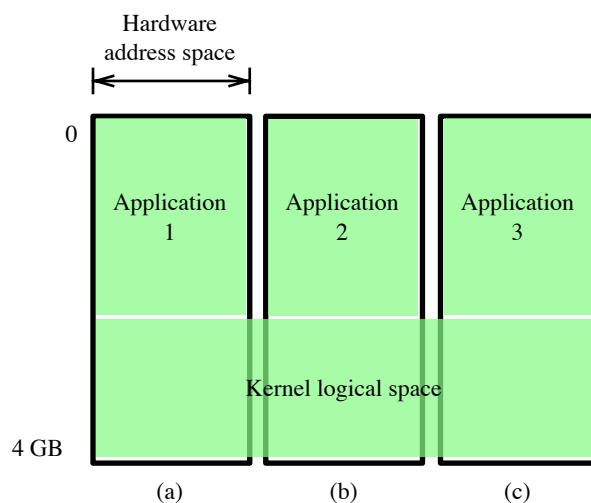 Hardware
address space
0
Application
1
Application
2
Application
3
Kernel logical space
4 GB
(a)
(b)
(c)